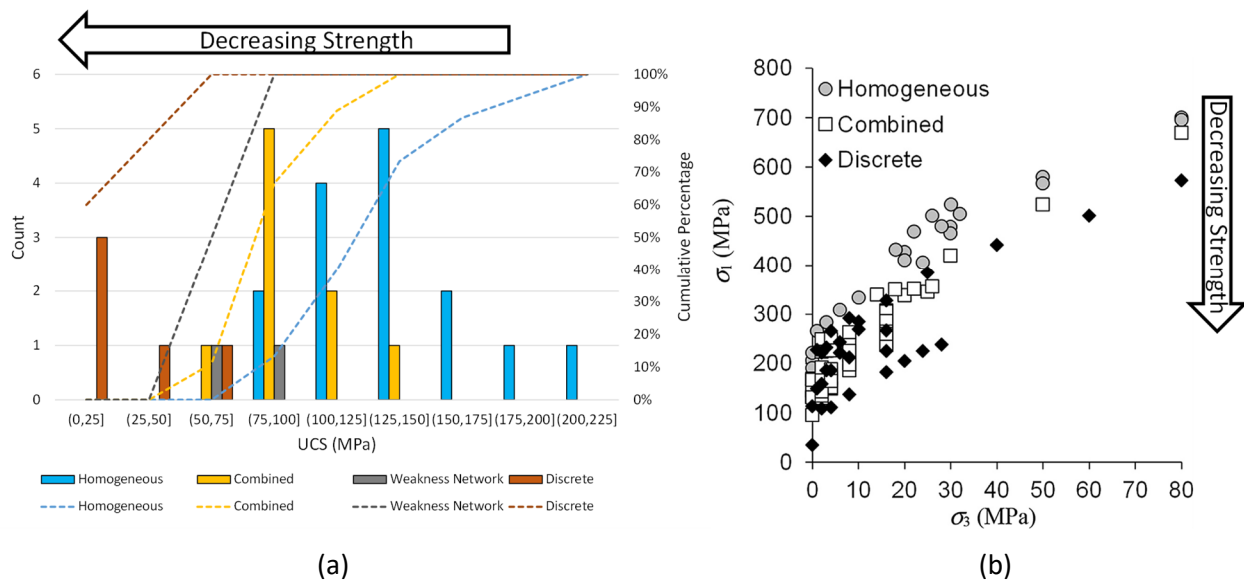 Decreasing Strength
6
5
4
3
2
1
0
Count
100%
90%
80%
70%
60%
50%
40%
30%
20%
10%
0%
Cumulative Percentage
(0,25] (25,50] (50,75] (75,100] (100,125] (125,150] (150,175] (175,200] (200,225]
UCS (MPa)
Homogeneous Combined Weakness Network Discrete
Homogeneous Combined Weakness Network Discrete
(a)
800
700
600
500
400
300
200
100
0
σ1 (MPa)
Homogeneous
Combined
Discrete
Decreasing Strength
0 10 20 30 40 50 60 70 80
σ3 (MPa)
(b)